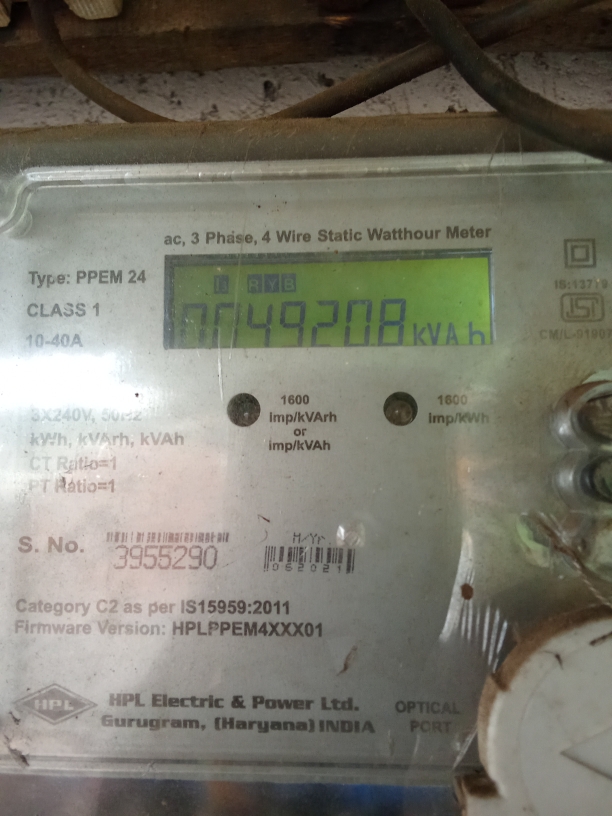 ac, 3 Phase, 4 Wire Static Watthour Meter
Type: PPEM 24
CLASS 1
10-40A
RYB
0049208 kVAh
IS:13779
ISI
1600
imp/kVArh
or
imp/kVAh
1600
imp/kWh
3X240V, 50Hz
kWh, kVArh, kVAh
CT Ratio=1
PT Ratio=1
S. No. 3955290
M/Yr
062021
Category C2 as per IS15959:2011
Firmware Version: HPLPPEM4XXX01
HPL
HPL Electric & Power Ltd.
Gurugram, (Haryana) INDIA
OPTICAL
PORT